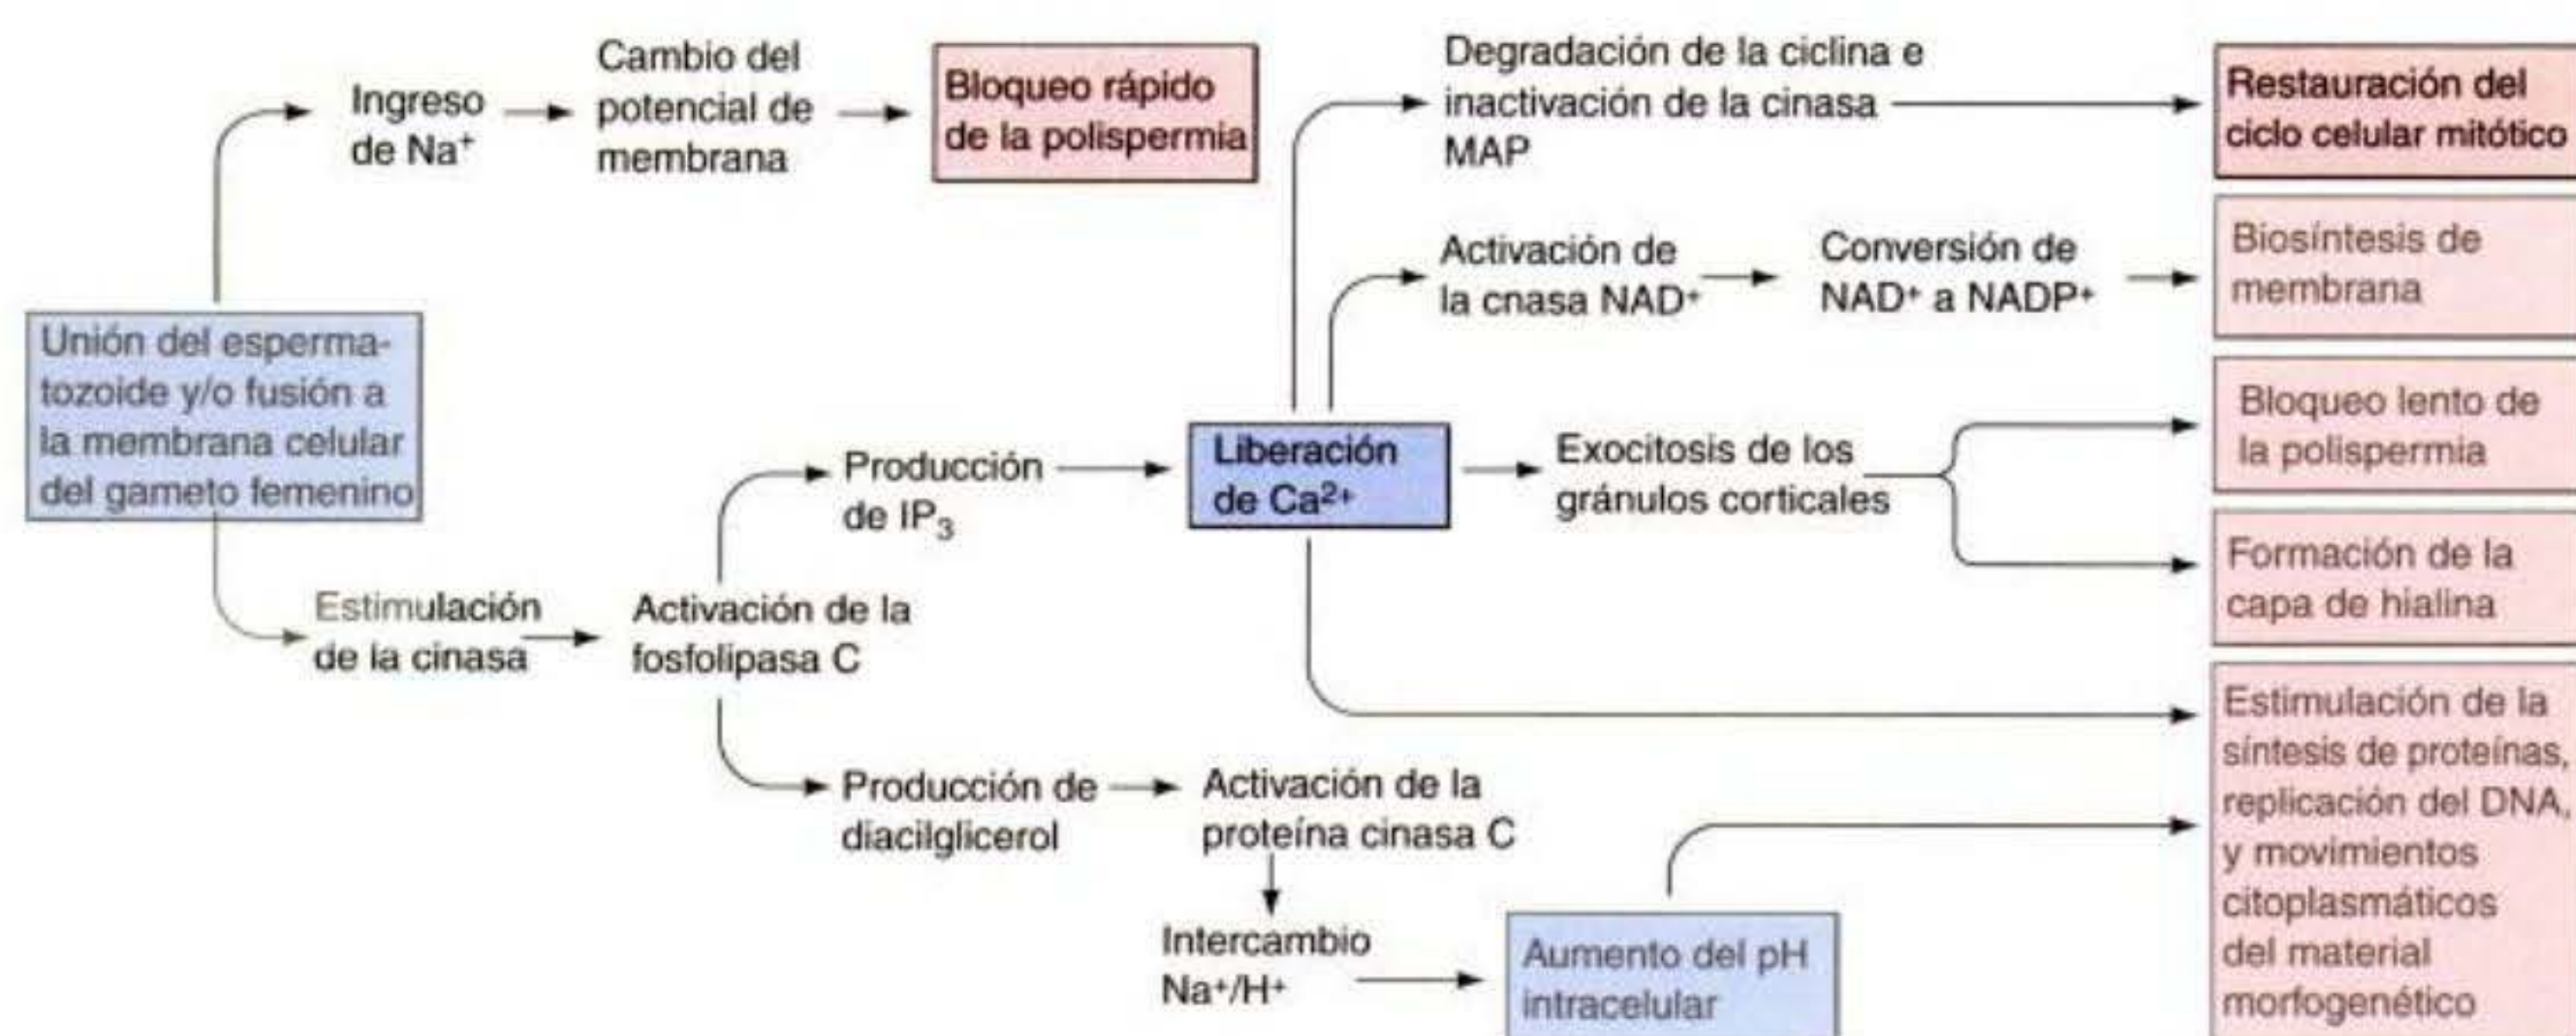 Ingreso
de Na⁺
Cambio del
potencial de
membrana
Bloqueo rápido
de la polispermia
Degradación de la ciclina e
inactivación de la cinasa
MAP
Restauración del
ciclo celular mitótico
Activación de
la cnasa NAD⁺
Conversión de
NAD⁺ a NADP⁺
Biosíntesis de
membrana
Unión del esperma-
tozoide y/o fusión a
la membrana celular
del gameto femenino
Producción
de IP₃
Liberación
de Ca²⁺
Exocitosis de los
gránulos corticales
Bloqueo lento de
la polispermia
Formación de la
capa de hialina
Estimulación
de la cinasa
Activación de la
fosfolipasa C
Producción de
diacilglicerol
Activación de la
proteína cinasa C
Intercambio
Na⁺/H⁺
Aumento del pH
intracelular
Estimulación de la
síntesis de proteínas,
replicación del DNA,
y movimientos
citoplasmáticos
del material
morfogenético